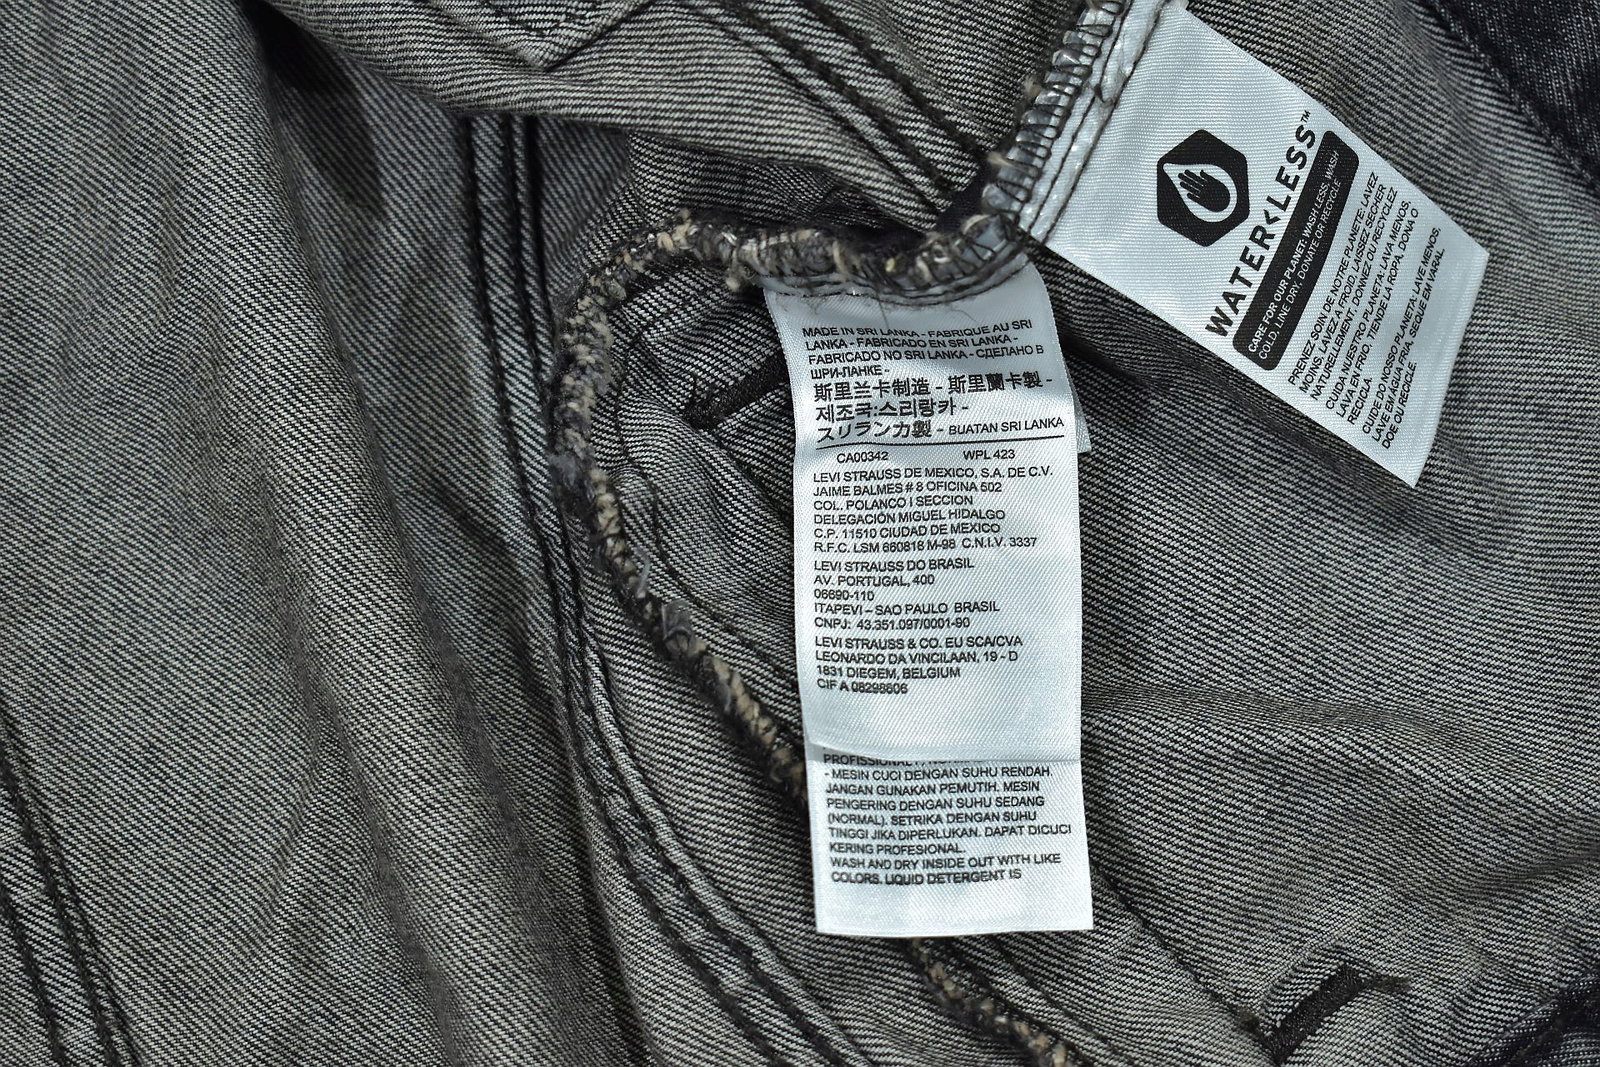 MADE IN SRI LANKA - FABRIQUE AU SRI
LANKA - FABRICADO EN SRI LANKA -
FABRICADO NO SRI LANKA - СДЕЛАНО В
ШРИ-ЛАНКЕ -
斯里兰卡制造 - 斯里蘭卡製 -
제조국:스리랑카 -
スリランカ製 - BUATAN SRI LANKA
CA00342 WPL 423
LEVI STRAUSS DE MEXICO, S.A. DE C.V.
JAIME BALMES # 8 OFICINA 502
COL. POLANCO I SECCION
DELEGACIÓN MIGUEL HIDALGO
C.P. 11510 CIUDAD DE MEXICO
R.F.C. LSM 660818 M-98 C.N.I.V. 3337
LEVI STRAUSS DO BRASIL
AV. PORTUGAL, 400
06690-110
ITAPEVI – SAO PAULO BRASIL
CNPJ: 43.351.097/0001-90
LEVI STRAUSS & CO. EU SCA/CVA
LEONARDO DA VINCILAAN, 19 - D
1831 DIEGEM, BELGIUM
CIF A 08298606
- MESIN CUCI DENGAN SUHU RENDAH.
JANGAN GUNAKAN PEMUTIH. MESIN
PENGERING DENGAN SUHU SEDANG
(NORMAL). SETRIKA DENGAN SUHU
TINGGI JIKA DIPERLUKAN. DAPAT DICUCI
KERING PROFESIONAL.
WASH AND DRY INSIDE OUT WITH LIKE
COLORS. LIQUID DETERGENT IS
WATER<LESS™
CARE FOR OUR PLANET: WASH LESS, WASH
COLD, LINE DRY, DONATE OR RECYCLE
PRENEZ SOIN DE NOTRE PLANÈTE: LAVEZ
MOINS, LAVEZ A FROID, LAISSEZ SECHER
NATURELLEMENT, DONNEZ OU RECYCLEZ
CUIDA NUESTRO PLANETA: LAVA MENOS,
LAVA EN FRIO, TIENDE LA ROPA, DONA O
RECICLA
CUIDE DO NOSSO PLANETA: LAVE MENOS,
LAVE EM AGUA FRIA, SEQUE EM VARAL,
DOE OU RECICLE